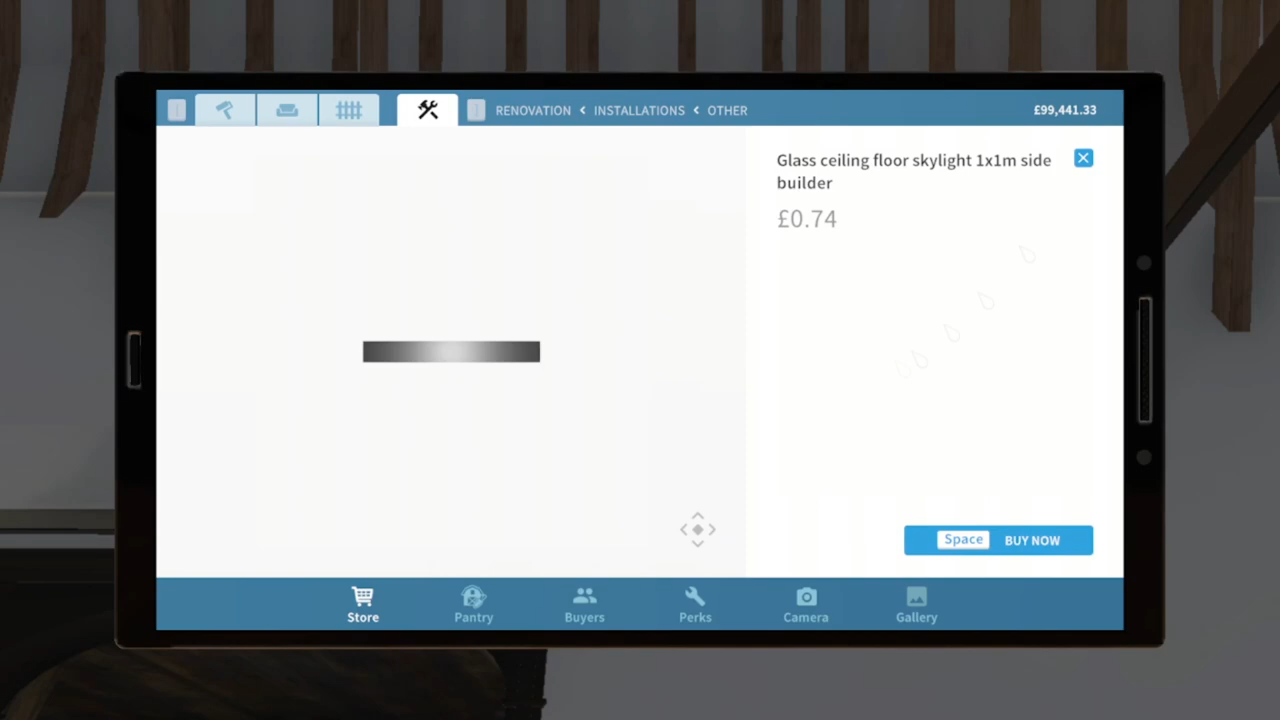 RENOVATION < INSTALLATIONS < OTHER
£99,441.33
Glass ceiling floor skylight 1x1m side
builder
£0.74
Space BUY NOW
Store Pantry Buyers Perks Camera Gallery